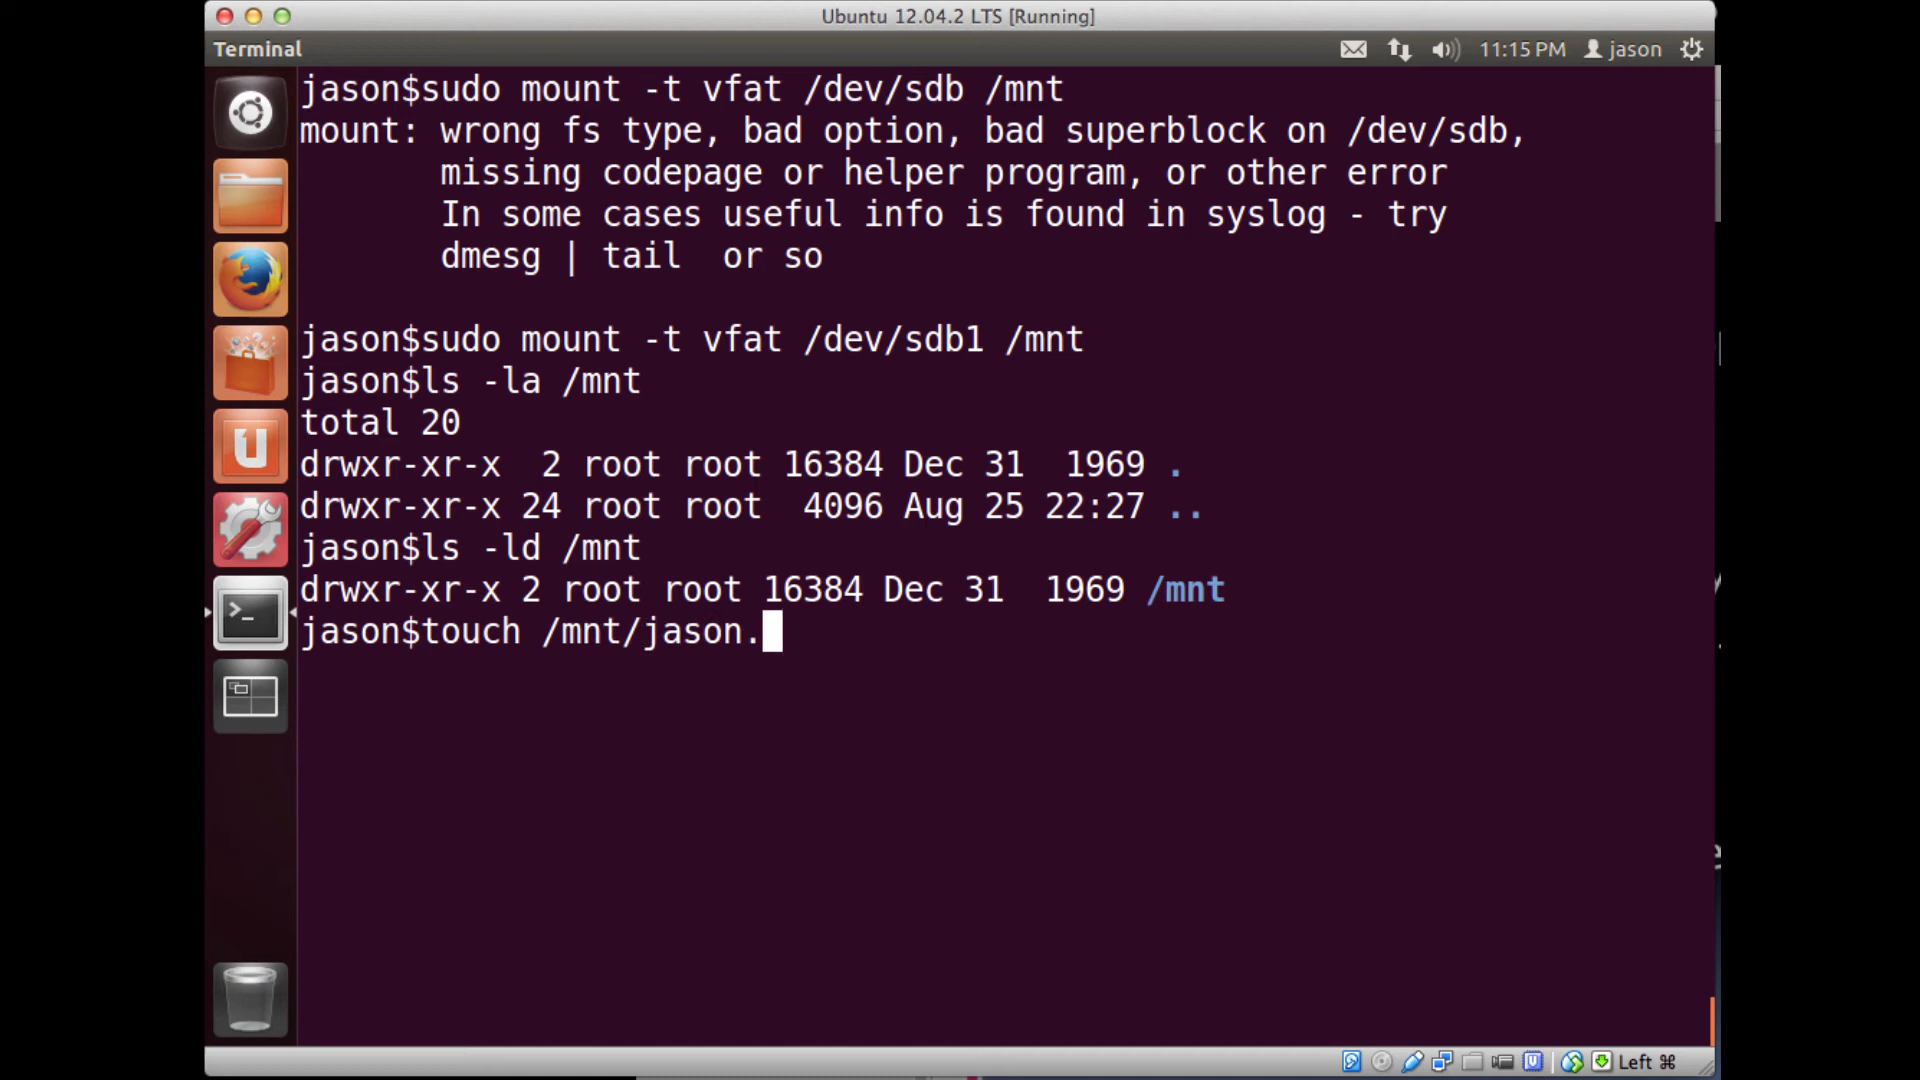 Ubuntu 12.04.2 LTS [Running]
Terminal
11:15 PM jason
jason$sudo mount -t vfat /dev/sdb /mnt
mount: wrong fs type, bad option, bad superblock on /dev/sdb,
       missing codepage or helper program, or other error
       In some cases useful info is found in syslog - try
       dmesg | tail  or so
jason$sudo mount -t vfat /dev/sdb1 /mnt
jason$ls -la /mnt
total 20
drwxr-xr-x  2 root root 16384 Dec 31  1969 .
drwxr-xr-x 24 root root  4096 Aug 25 22:27 ..
jason$ls -ld /mnt
drwxr-xr-x 2 root root 16384 Dec 31  1969 /mnt
jason$touch /mnt/jason.
Left ⌘